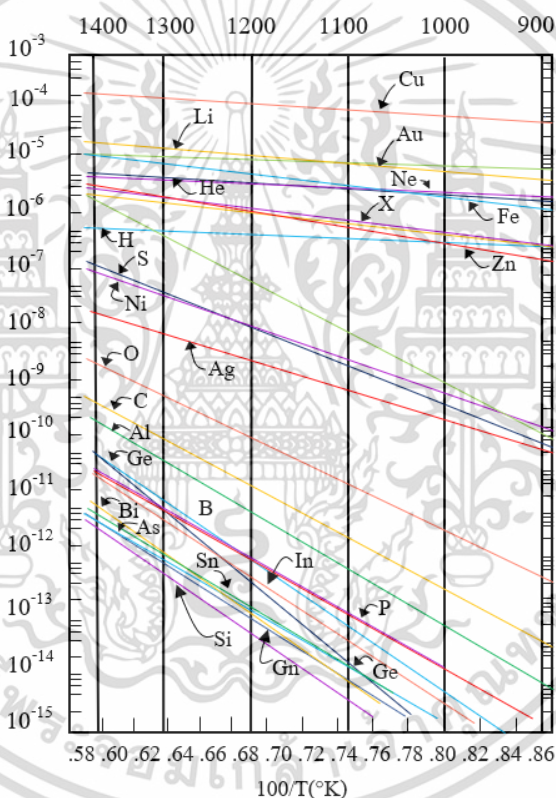 1400 1300 1200 1100 1000 900
10-3
Cu
10-4
Li
Au
10-5
Ne
He
X
10-6
Fe
H
Zn
S
10-7
Ni
10-8
O
Ag
10-9
C
10-10
Al
Ge
10-11
B
Bi
As
10-12
Sn
In
P
10-13
Si
Gn
Ge
10-14
10-15
.58 .60 .62 .64 .66 .68 .70 .72 .74 .76 .78 .80 .82 .84 .86
100/T(°K)